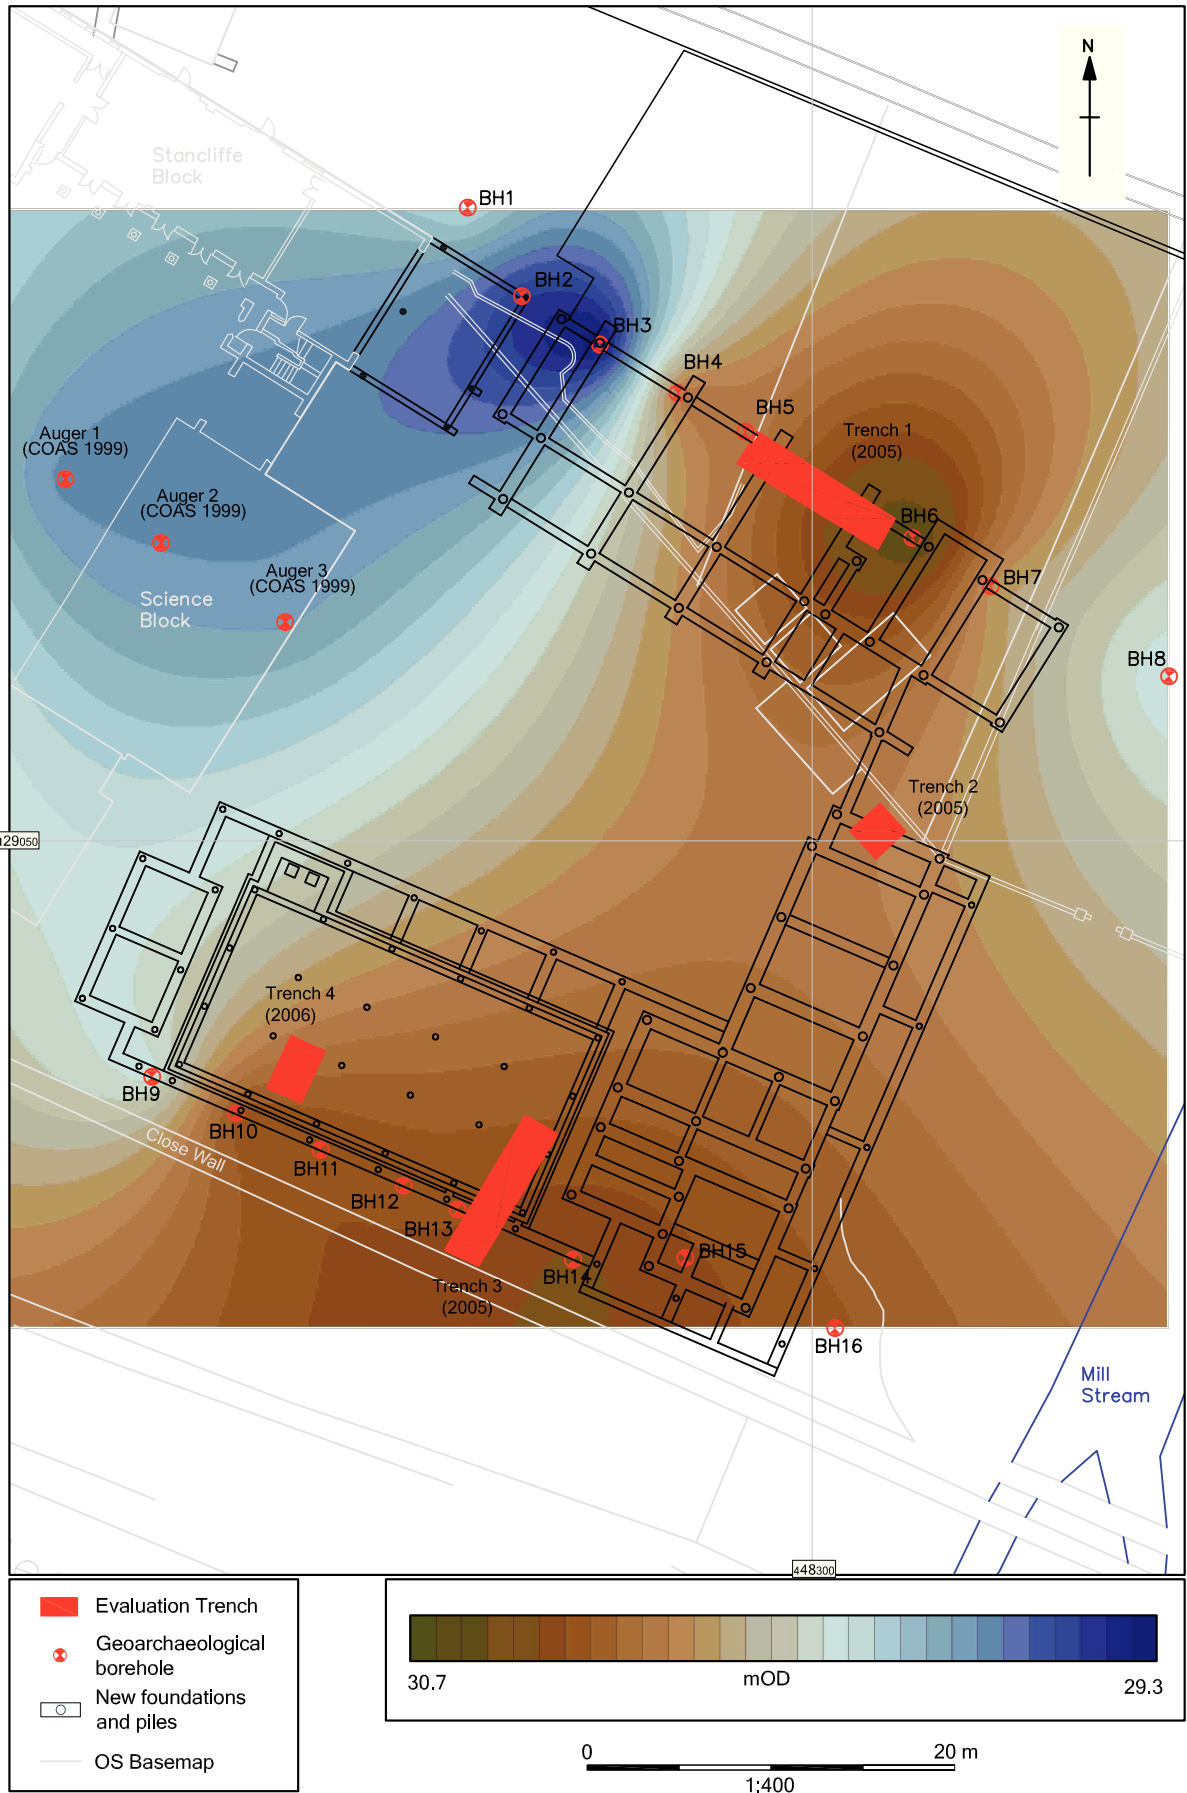 N
Stancliffe
Block
BH1
BH2
BH3
BH4
BH5
Trench 1
(2005)
Auger 1
(COAS 1999)
Auger 2
(COAS 1999)
BH6
Auger 3
(COAS 1999)
BH7
Science
Block
BH8
Trench 2
(2005)
129050
Trench 4
(2006)
BH9
BH10
Close Wall
BH11
BH12
BH13
BH14
BH15
Trench 3
(2005)
BH16
Mill
Stream
448300
Evaluation Trench
Geoarchaeological
borehole
New foundations
and piles
OS Basemap
30.7
mOD
29.3
0
20 m
1:400